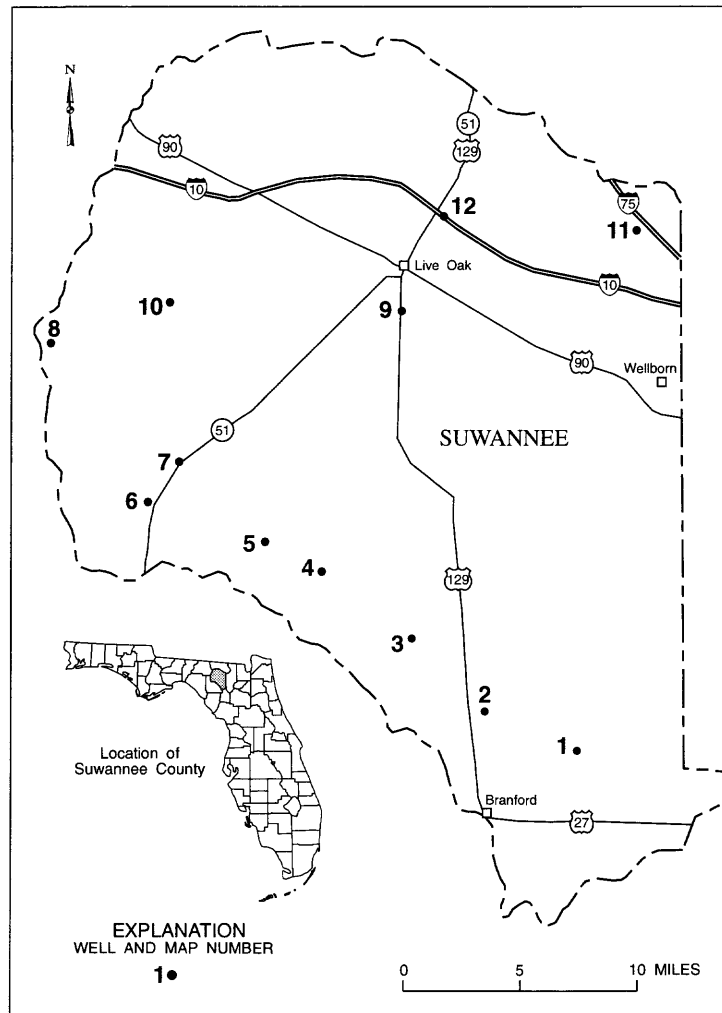 N
51
90
129
10
75
12
11
Live Oak
10
10
9
8
90
Wellborn
51
SUWANNEE
7
6
5
4
129
3
2
1
Location of
Suwannee County
Branford
27
EXPLANATION
WELL AND MAP NUMBER
1
0 5 10 MILES